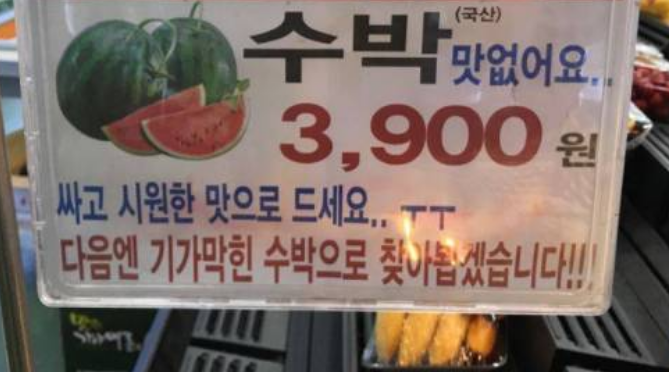 수박 (국산) 맛없어요..
3,900 원
싸고 시원한 맛으로 드세요.. ㅜㅜ
다음엔 기가막힌 수박으로 찾아뵙겠습니다!!!